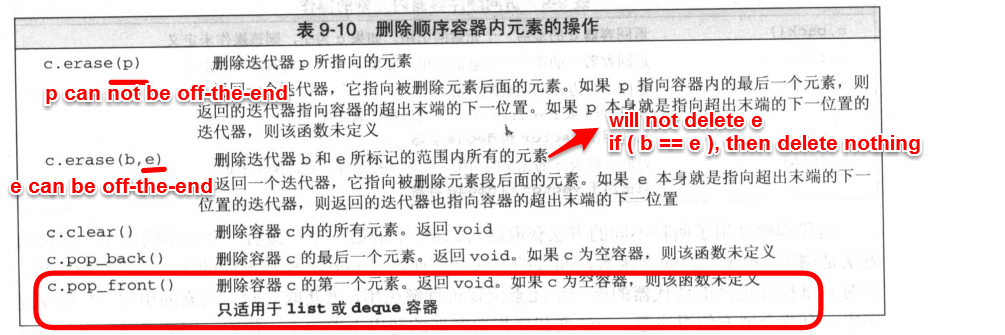 表 9-10 删除顺序容器内元素的操作
c.erase(p) 删除迭代器 p 所指向的元素
p can not be off-the-end
一个迭代器，它指向被删除元素后面的元素。如果 p 指向容器内的最后一个元素，则
返回的迭代器指向容器的超出末端的下一位置。如果 p 本身就是指向超出末端的下一位置的
迭代器，则该函数未定义
will not delete e
if ( b == e ), then delete nothing
c.erase(b,e) 删除迭代器 b 和 e 所标记的范围内所有的元素
e can be off-the-end
返回一个迭代器，它指向被删除元素段后面的元素。如果 e 本身就是指向超出末端的下一
位置的迭代器，则返回的迭代器也指向容器的超出末端的下一位置
c.clear() 删除容器 c 内的所有元素。返回 void
c.pop_back() 删除容器 c 的最后一个元素。返回 void。如果 c 为空容器，则该函数未定义
c.pop_front() 删除容器 c 的第一个元素。返回 void。如果 c 为空容器，则该函数未定义
只适用于 list 或 deque 容器